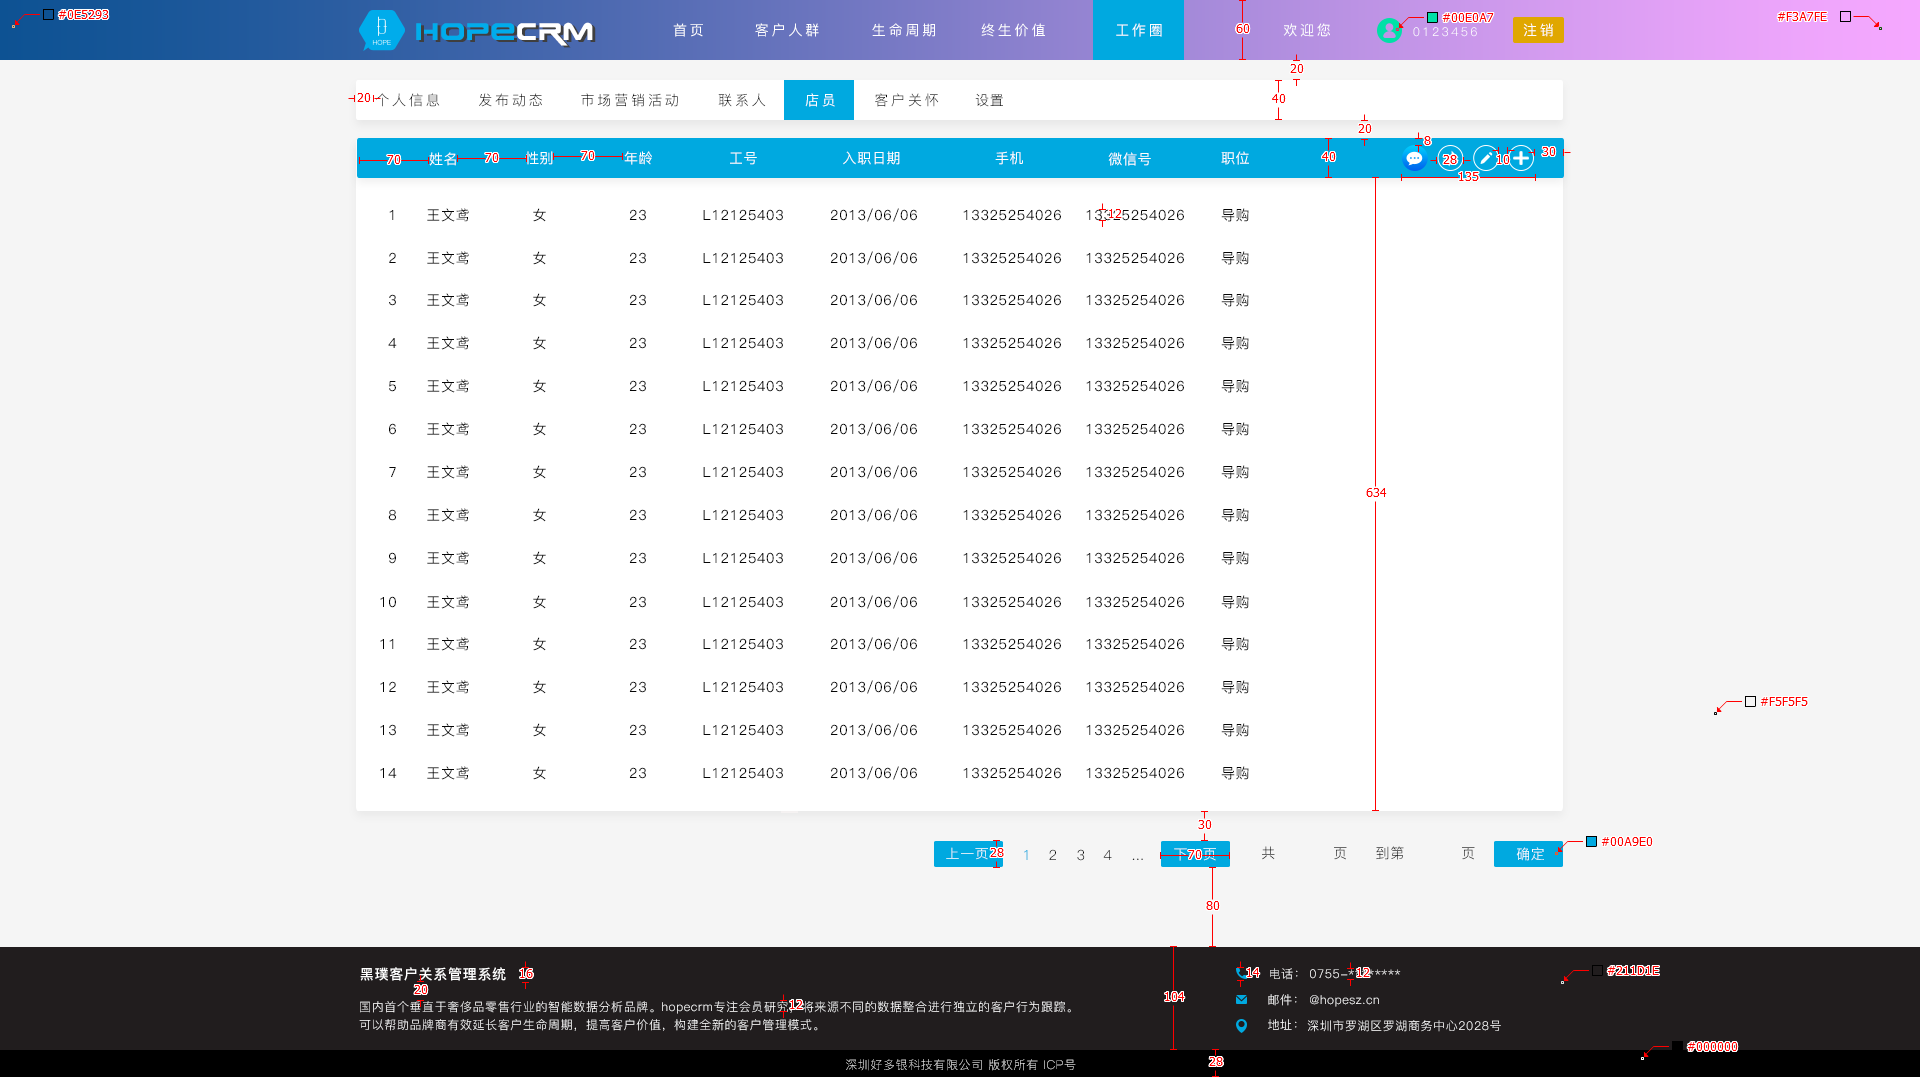 #0E5293
HOPE
HOPECRM
首页 客户人群 生命周期 终生价值 工作圈 60 欢迎您 #00E0A7 0123456 注销 #F3A7FE
20
20 个人信息 发布动态 市场营销活动 联系人 店员 客户关怀 设置 40
20
70 姓名 70 性别 70 年龄 工号 入职日期 手机 微信号 职位 40 8 28 10 30
135
1 王文鸢 女 23 L12125403 2013/06/06 13325254026 13325254026 导购
12
2 王文鸢 女 23 L12125403 2013/06/06 13325254026 13325254026 导购
3 王文鸢 女 23 L12125403 2013/06/06 13325254026 13325254026 导购
4 王文鸢 女 23 L12125403 2013/06/06 13325254026 13325254026 导购
5 王文鸢 女 23 L12125403 2013/06/06 13325254026 13325254026 导购
6 王文鸢 女 23 L12125403 2013/06/06 13325254026 13325254026 导购
7 王文鸢 女 23 L12125403 2013/06/06 13325254026 13325254026 导购
634
8 王文鸢 女 23 L12125403 2013/06/06 13325254026 13325254026 导购
9 王文鸢 女 23 L12125403 2013/06/06 13325254026 13325254026 导购
10 王文鸢 女 23 L12125403 2013/06/06 13325254026 13325254026 导购
11 王文鸢 女 23 L12125403 2013/06/06 13325254026 13325254026 导购
12 王文鸢 女 23 L12125403 2013/06/06 13325254026 13325254026 导购
#F5F5F5
13 王文鸢 女 23 L12125403 2013/06/06 13325254026 13325254026 导购
14 王文鸢 女 23 L12125403 2013/06/06 13325254026 13325254026 导购
30
上一页 28 1 2 3 4 ... 下一页 70 共 页 到第 页 确定 #00A9E0
80
黑璞客户关系管理系统 16
20
国内首个垂直于奢侈品零售行业的智能数据分析品牌。hopecrm专注会员研究，将来源不同的数据整合进行独立的客户行为跟踪。
12
可以帮助品牌商有效延长客户生命周期，提高客户价值，构建全新的客户管理模式。
104
14 电话： 0755-******** 12 #211D1E
邮件： @hopesz.cn
地址： 深圳市罗湖区罗湖商务中心2028号
#000000
深圳好多银科技有限公司 版权所有 ICP号 28